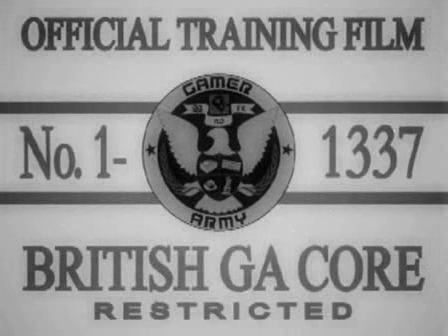 OFFICIAL TRAINING FILM
GAMER
No. 1-
1337
ARMY
BRITISH GA CORE
RESTRICTED